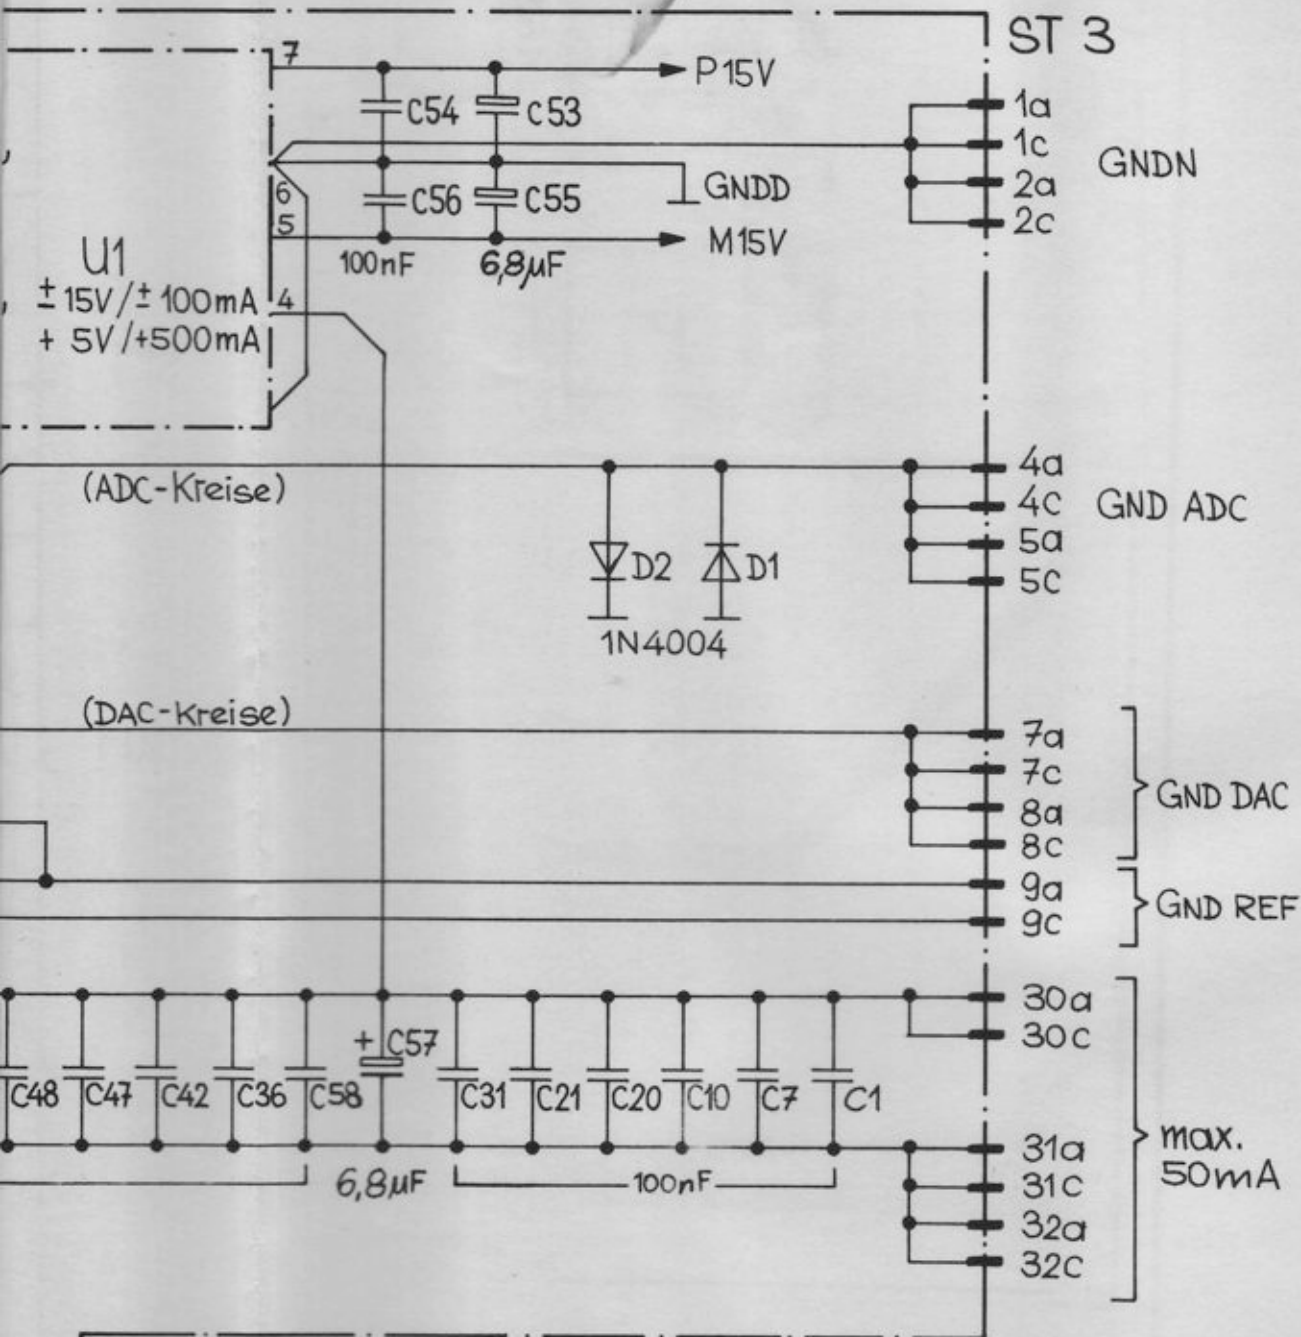 ST 3
7
P15V
C54
C53
1a
1c
2a
2c
GNDN
6
C56
C55
GNDD
5
M15V
100nF
6,8µF
U1
± 15V/± 100mA
4
+ 5V/+500mA
(ADC-Kreise)
4a
4c
GND ADC
5a
5c
D2
D1
1N4004
(DAC-Kreise)
7a
7c
8a
8c
GND DAC
9a
9c
GND REF
30a
30c
+
C57
C48
C47
C42
C36
C58
C31
C21
C20
C10
C7
C1
31a
31c
32a
32c
max.
50mA
6,8µF
100nF